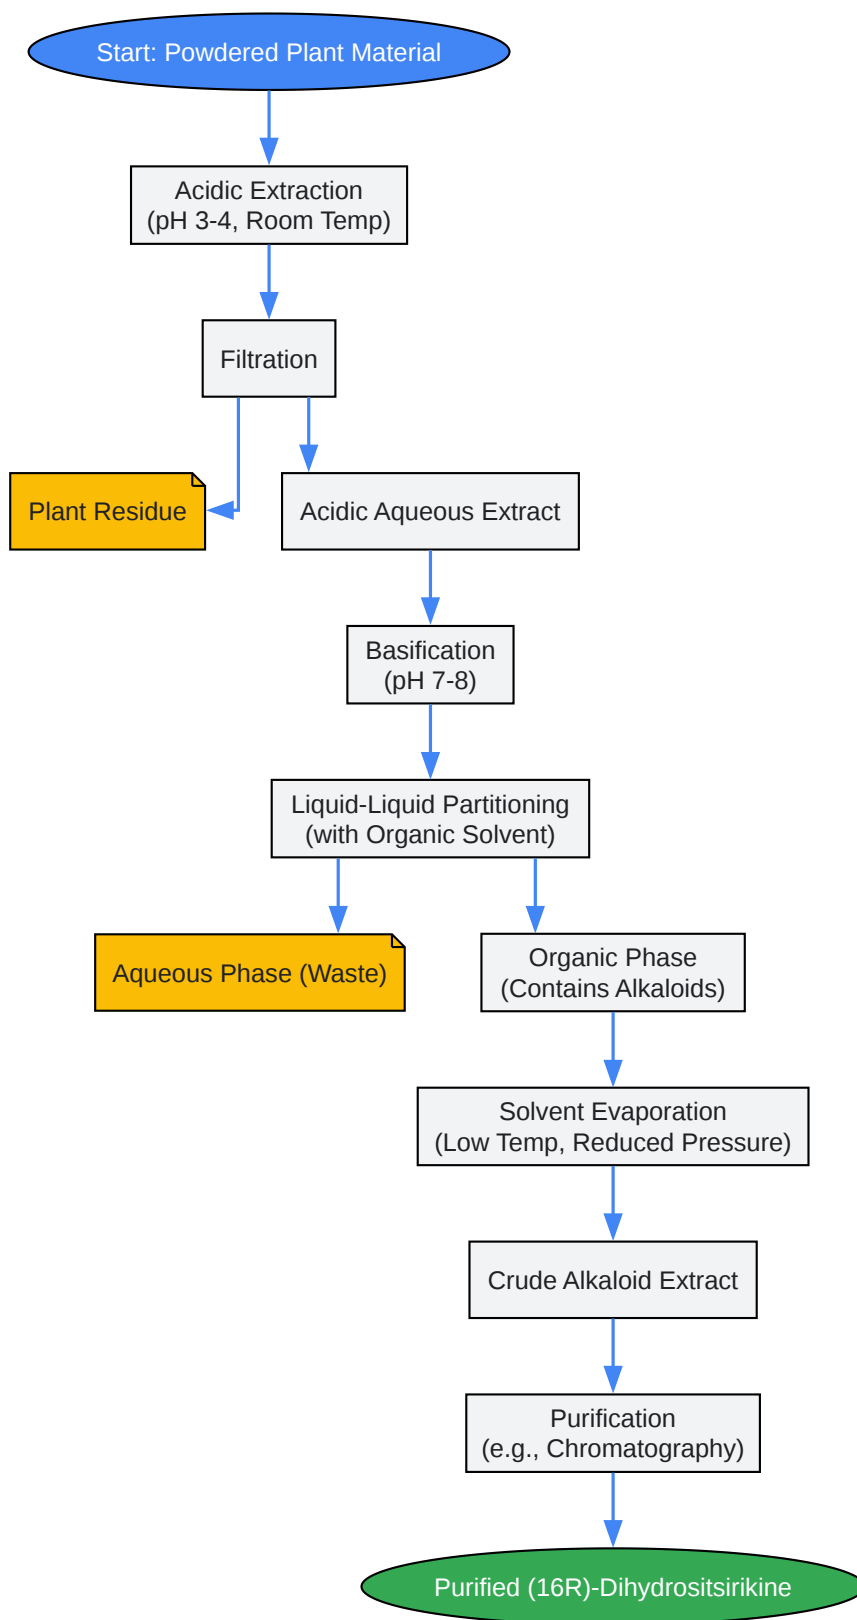 Start: Powdered Plant Material
Acidic Extraction
(pH 3-4, Room Temp)
Filtration
Plant Residue
Acidic Aqueous Extract
Basification
(pH 7-8)
Liquid-Liquid Partitioning
(with Organic Solvent)
Aqueous Phase (Waste)
Organic Phase
(Contains Alkaloids)
Solvent Evaporation
(Low Temp, Reduced Pressure)
Crude Alkaloid Extract
Purification
(e.g., Chromatography)
Purified (16R)-Dihydrositsirikine